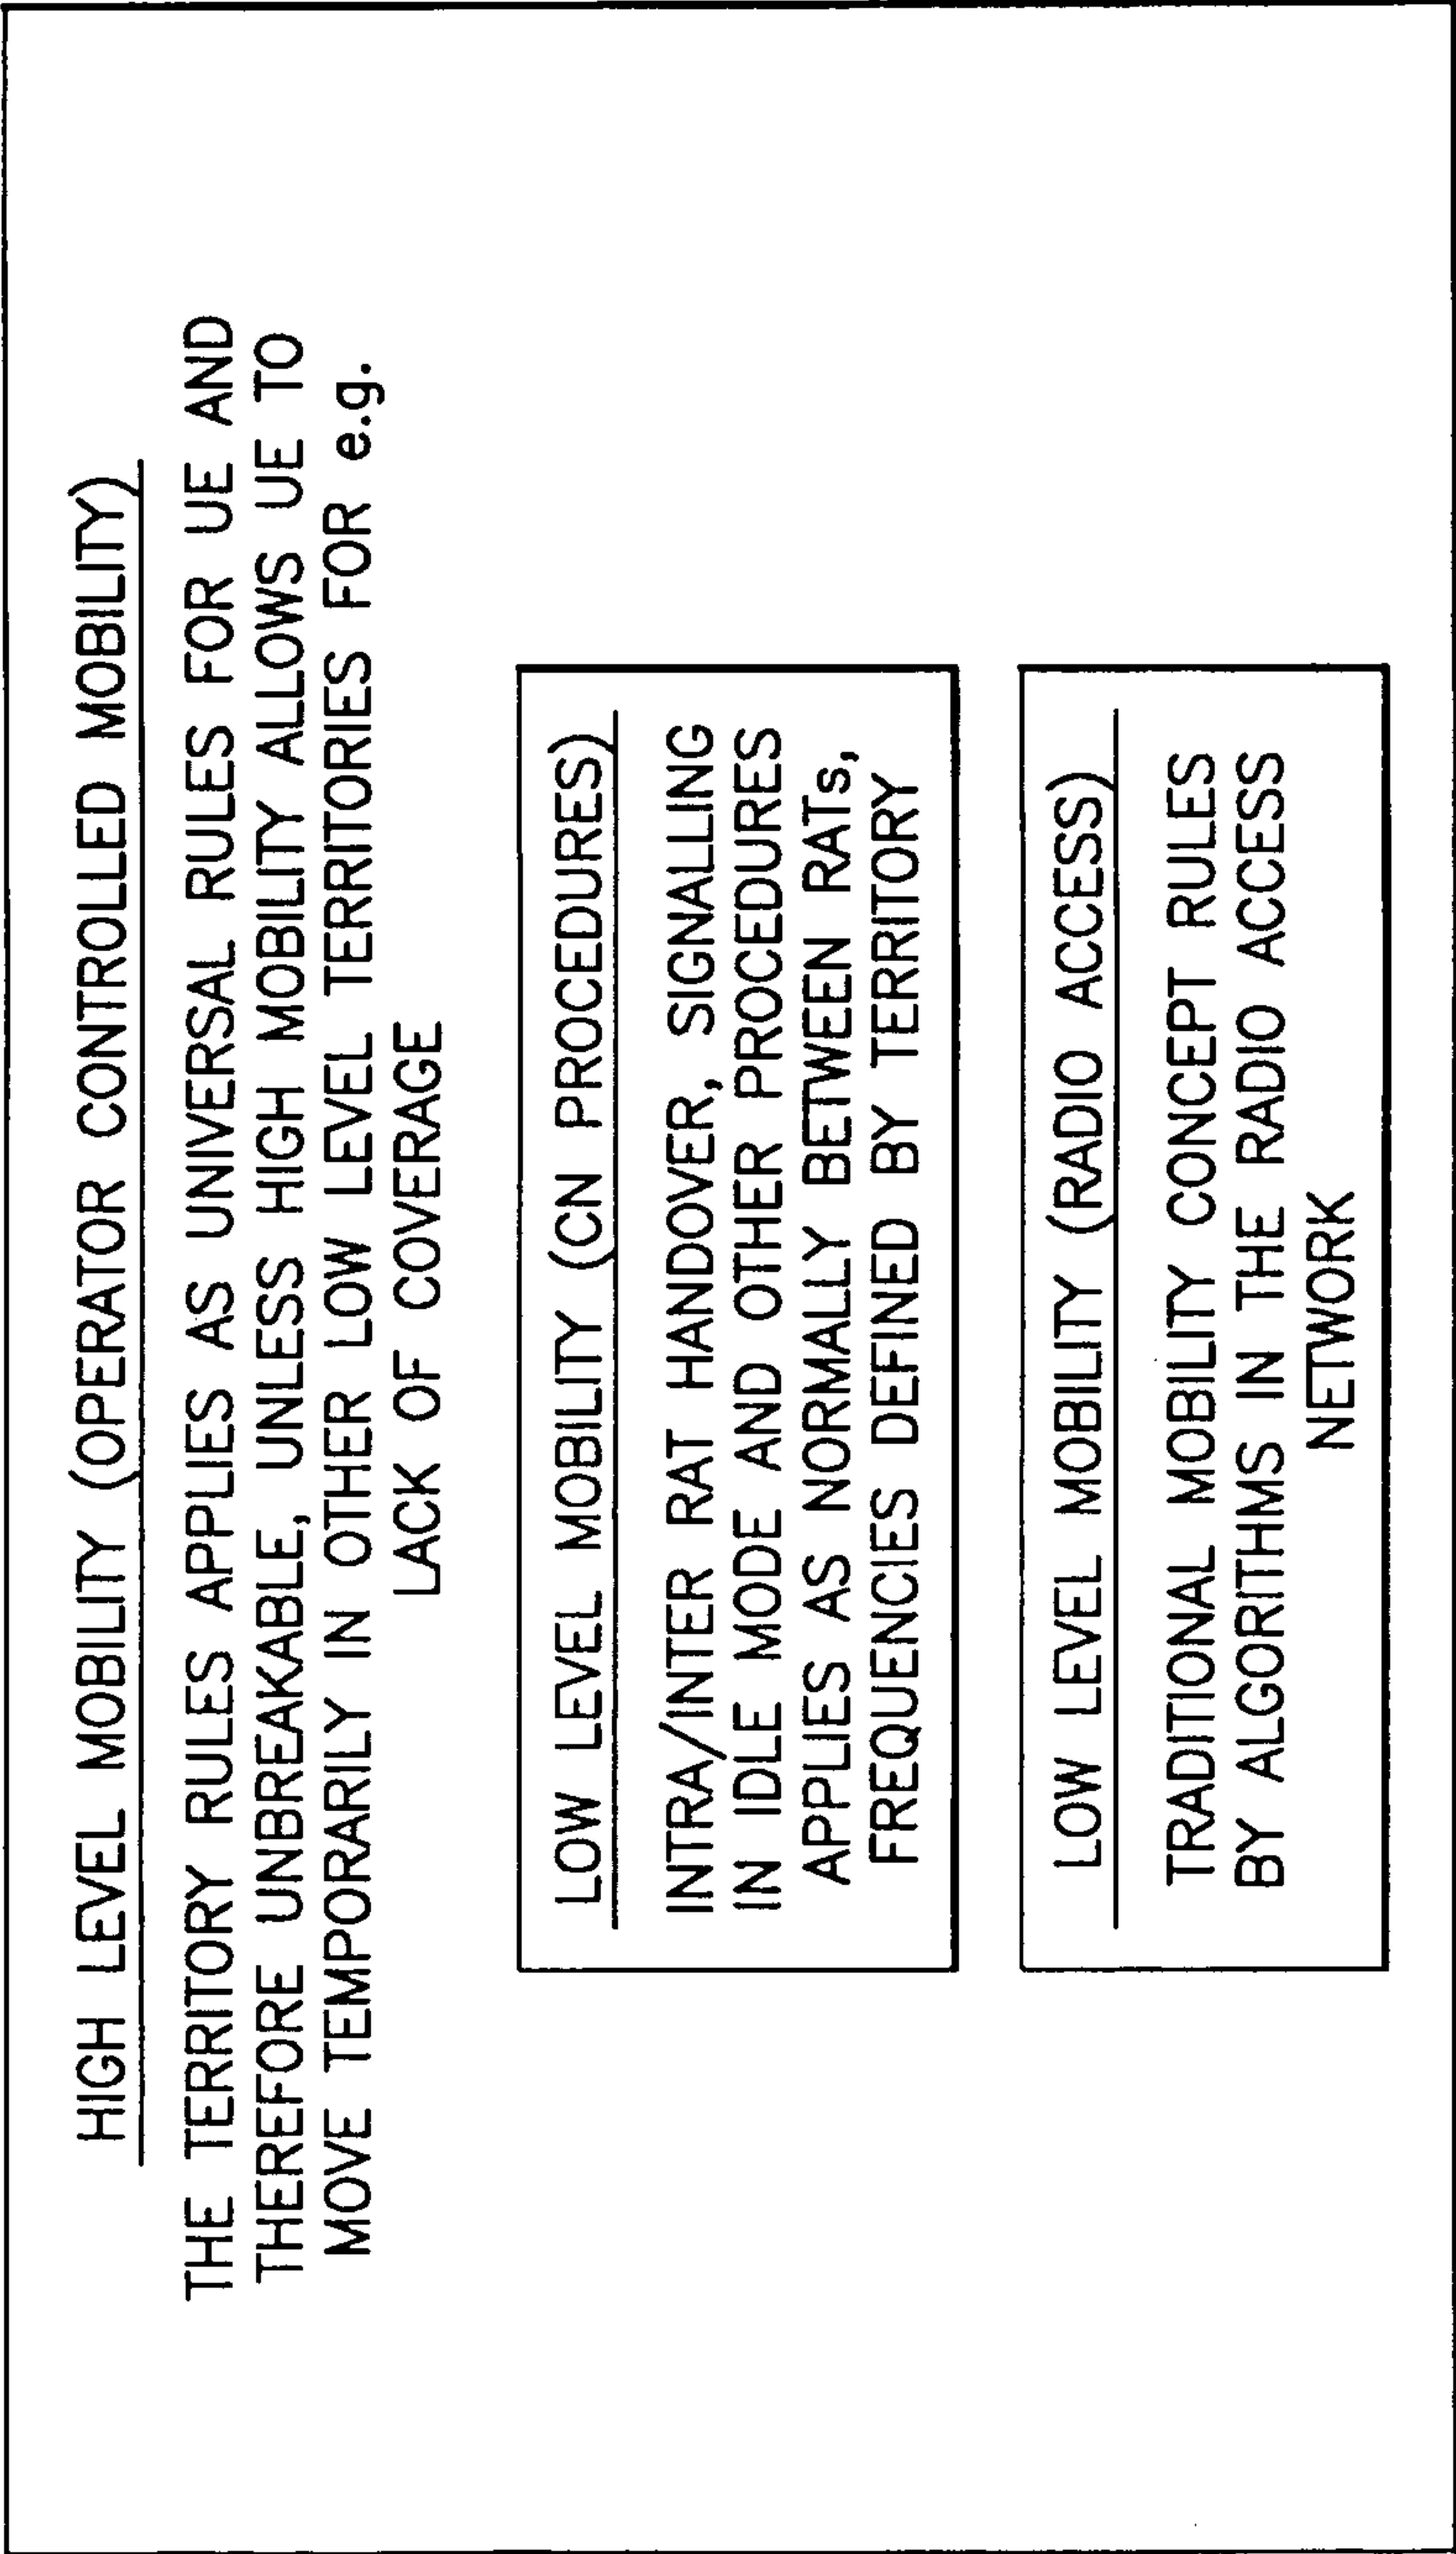 HIGH LEVEL MOBILITY (OPERATOR CONTROLLED MOBILITY)
THE TERRITORY RULES APPLIES AS UNIVERSAL RULES FOR UE AND
THEREFORE UNBREAKABLE, UNLESS HIGH MOBILITY ALLOWS UE TO
MOVE TEMPORARILY IN OTHER LOW LEVEL TERRITORIES FOR e.g.
LACK OF COVERAGE
LOW LEVEL MOBILITY (CN PROCEDURES)
INTRA/INTER RAT HANDOVER, SIGNALLING
IN IDLE MODE AND OTHER PROCEDURES
APPLIES AS NORMALLY BETWEEN RATs,
FREQUENCIES DEFINED BY TERRITORY
LOW LEVEL MOBILITY (RADIO ACCESS)
TRADITIONAL MOBILITY CONCEPT RULES
BY ALGORITHMS IN THE RADIO ACCESS
NETWORK